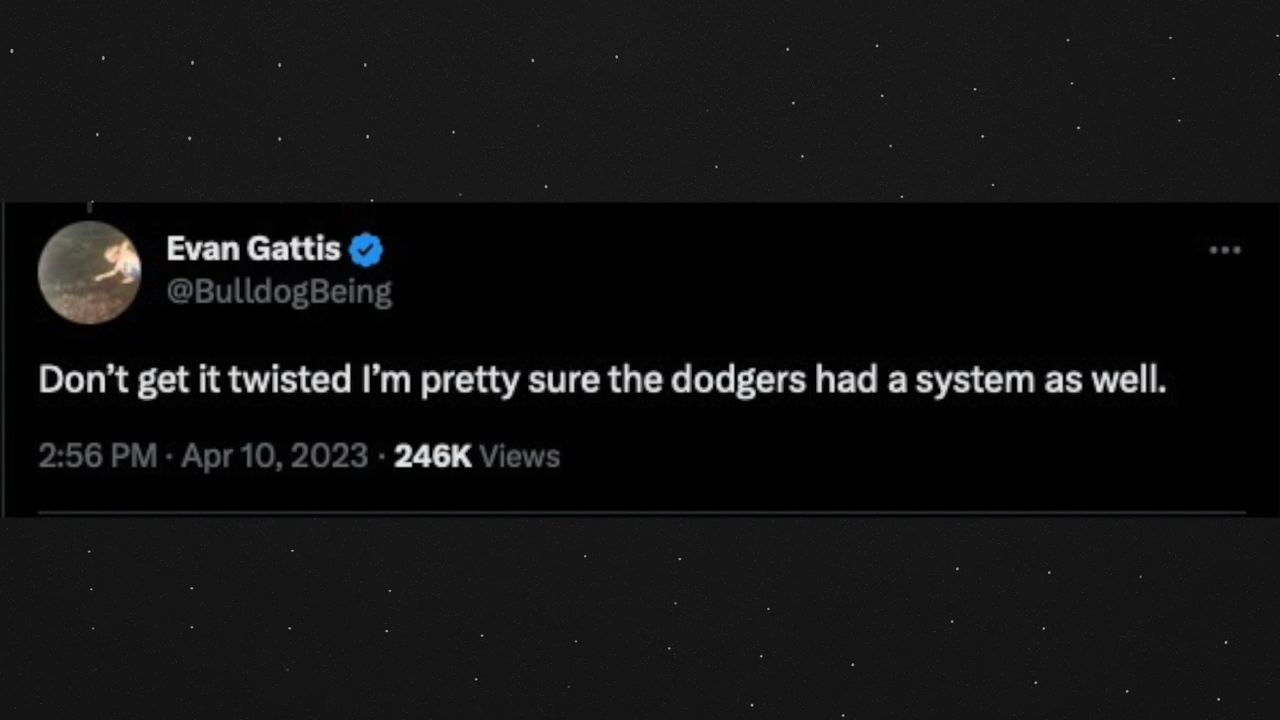 Evan Gattis
@BulldogBeing
Don’t get it twisted I’m pretty sure the dodgers had a system as well.
2:56 PM · Apr 10, 2023 · 246K Views